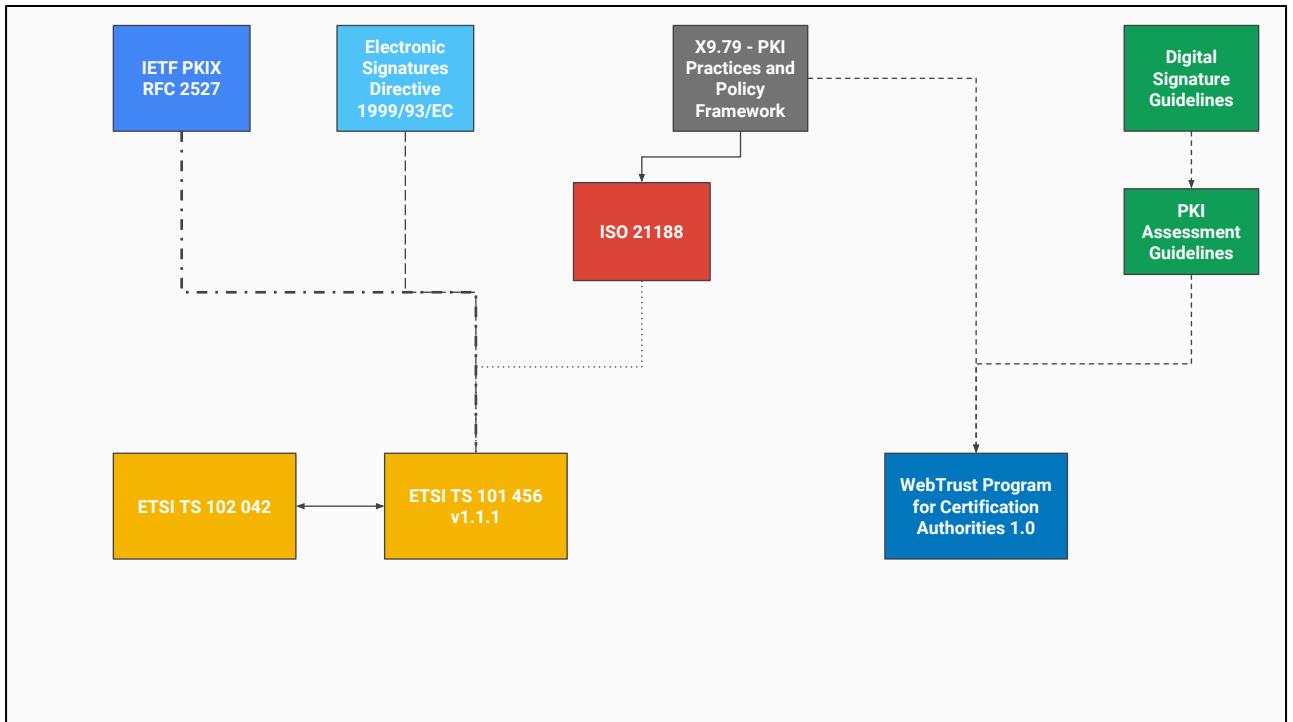 IETF PKIX
RFC 2527
Electronic
Signatures
Directive
1999/93/EC
X9.79 - PKI
Practices and
Policy
Framework
Digital
Signature
Guidelines
ISO 21188
PKI
Assessment
Guidelines
ETSI TS 102 042
ETSI TS 101 456
v1.1.1
WebTrust Program
for Certification
Authorities 1.0